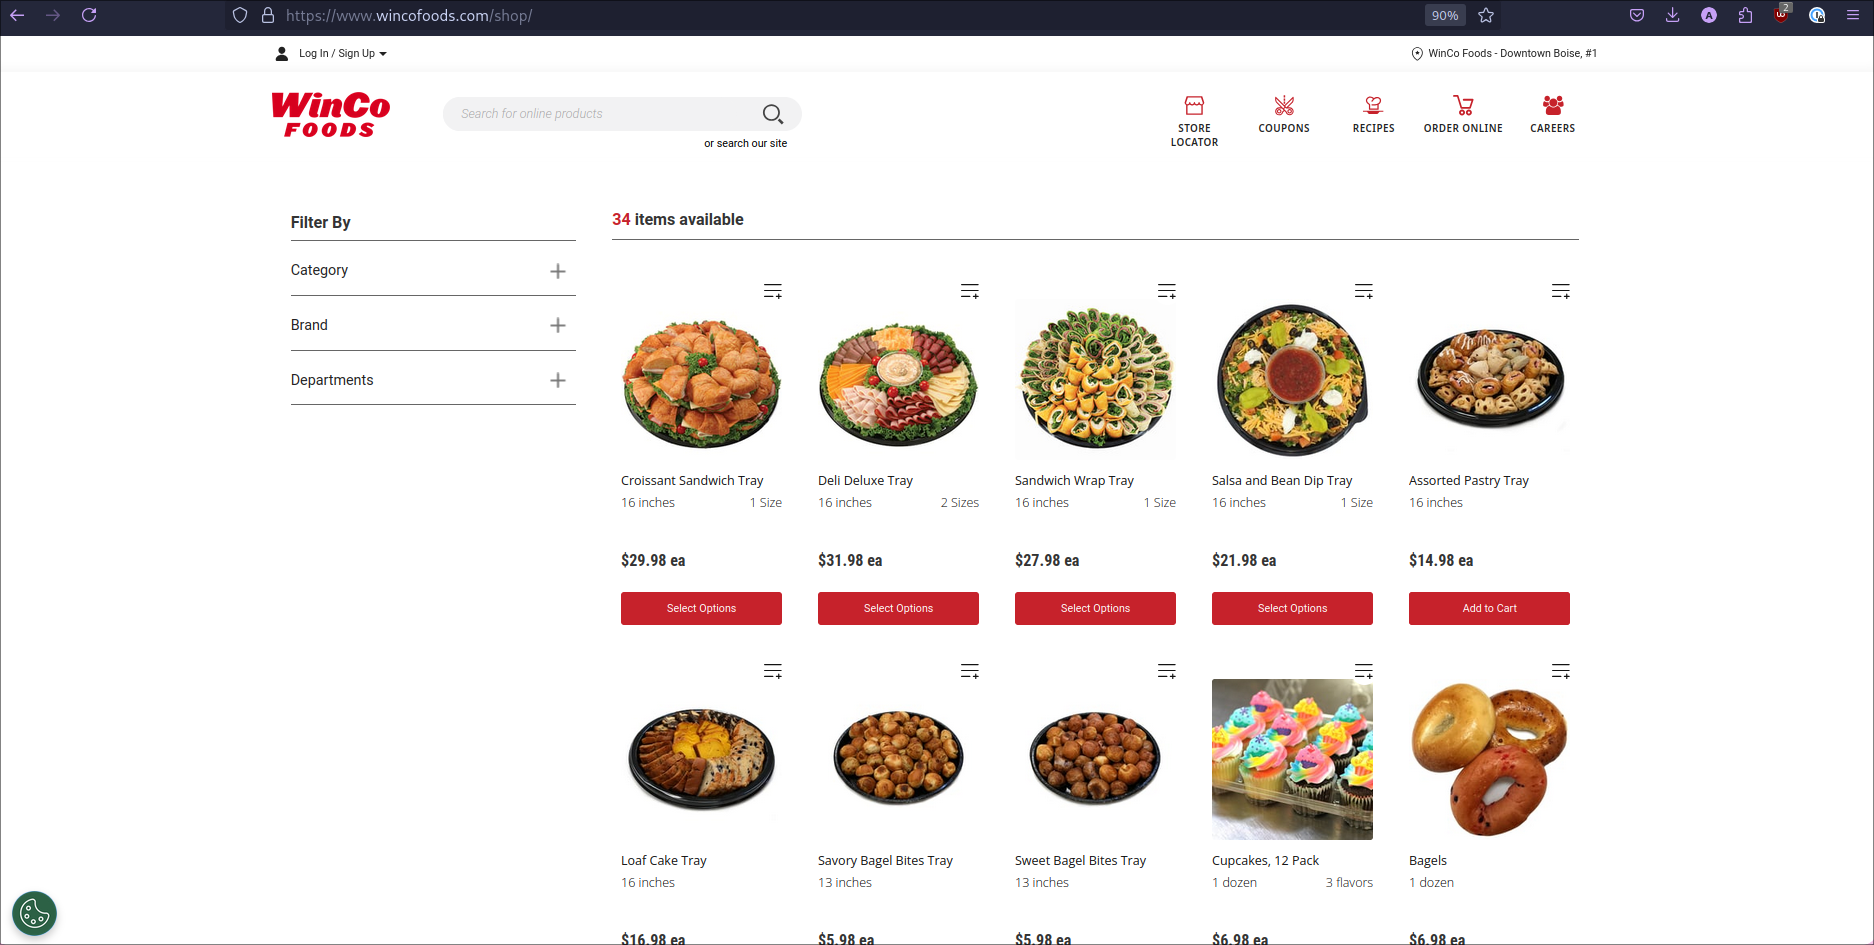 https://www.wincofoods.com/shop/
90%
2
Log In / Sign Up
WinCo Foods - Downtown Boise, #1
WinCo
FOODS
Search for online products
or search our site
STORE
LOCATOR
COUPONS
RECIPES
ORDER ONLINE
CAREERS
Filter By
Category
Brand
Departments
34 items available
Croissant Sandwich Tray
16 inches 1 Size
$29.98 ea
Select Options
Deli Deluxe Tray
16 inches 2 Sizes
$31.98 ea
Select Options
Sandwich Wrap Tray
16 inches 1 Size
$27.98 ea
Select Options
Salsa and Bean Dip Tray
16 inches 1 Size
$21.98 ea
Select Options
Assorted Pastry Tray
16 inches
$14.98 ea
Add to Cart
Loaf Cake Tray
16 inches
$16.98 ea
Savory Bagel Bites Tray
13 inches
$5.98 ea
Sweet Bagel Bites Tray
13 inches
$5.98 ea
Cupcakes, 12 Pack
1 dozen 3 flavors
$6.98 ea
Bagels
1 dozen
$6.98 ea